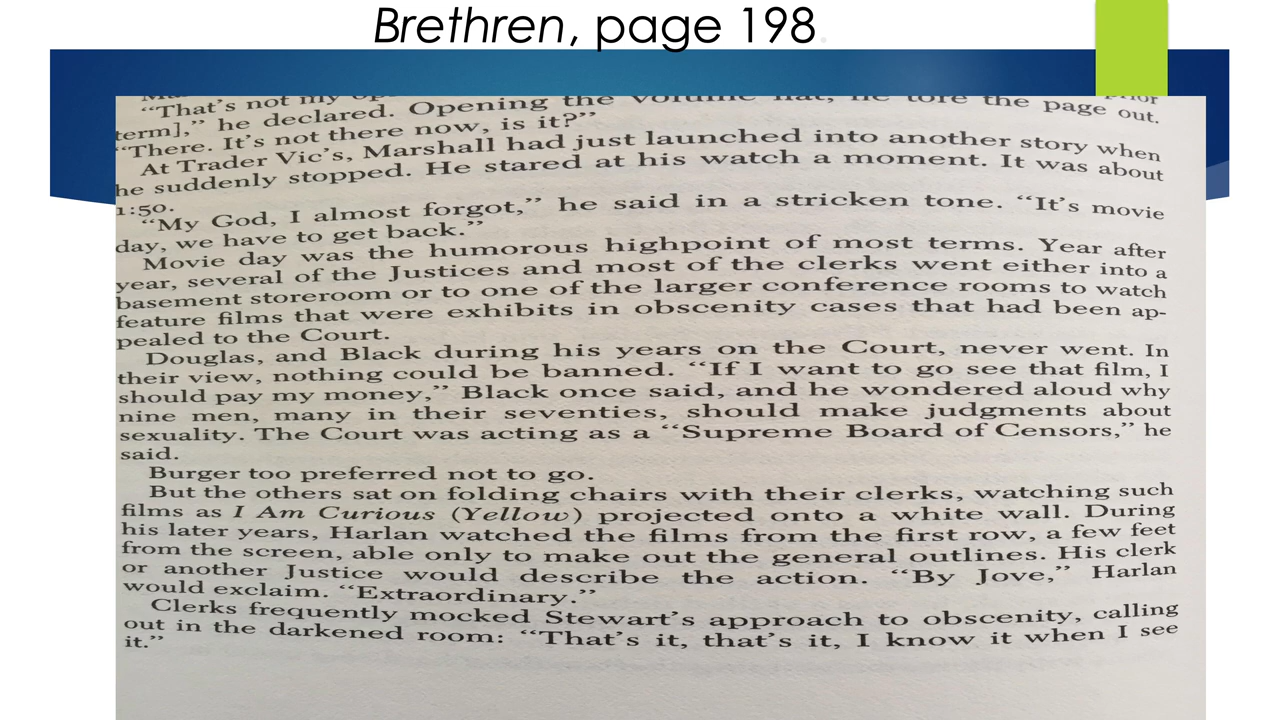 Brethren, page 198.
“That’s not my
term],” he declared. Opening the volume flat, he tore the page out.
“There. It’s not there now, is it?”
At Trader Vic’s, Marshall had just launched into another story when
he suddenly stopped. He stared at his watch a moment. It was about
1:50.
“My God, I almost forgot,” he said in a stricken tone. “It’s movie
day, we have to get back.”
Movie day was the humorous highpoint of most terms. Year after
year, several of the Justices and most of the clerks went either into a
basement storeroom or to one of the larger conference rooms to watch
feature films that were exhibits in obscenity cases that had been ap-
pealed to the Court.
Douglas, and Black during his years on the Court, never went. In
their view, nothing could be banned. “If I want to go see that film, I
should pay my money,” Black once said, and he wondered aloud why
nine men, many in their seventies, should make judgments about
sexuality. The Court was acting as a “Supreme Board of Censors,” he
said.
Burger too preferred not to go.
But the others sat on folding chairs with their clerks, watching such
films as I Am Curious (Yellow) projected onto a white wall. During
his later years, Harlan watched the films from the first row, a few feet
from the screen, able only to make out the general outlines. His clerk
or another Justice would describe the action. “By Jove,” Harlan
would exclaim. “Extraordinary.”
Clerks frequently mocked Stewart’s approach to obscenity, calling
out in the darkened room: “That’s it, that’s it, I know it when I see
it.”